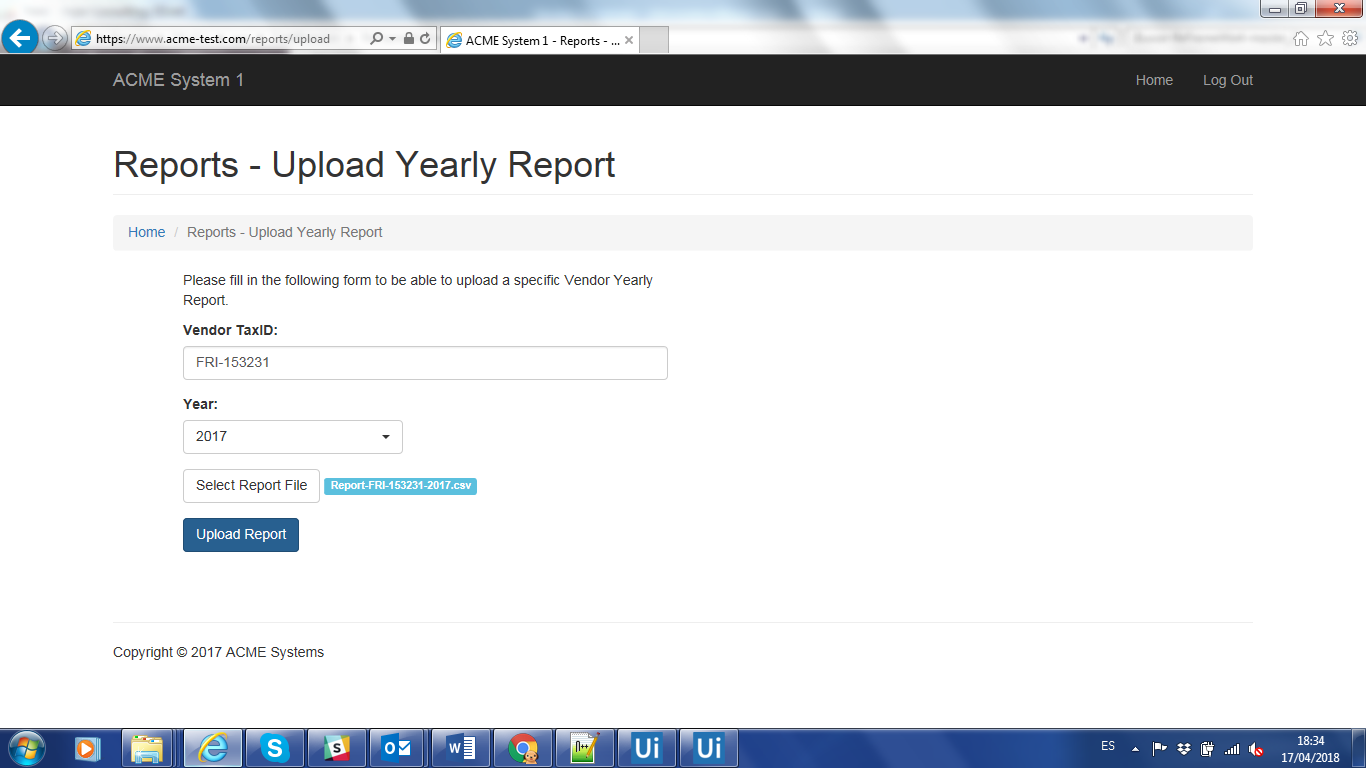 https://www.acme-test.com/reports/upload
ACME System 1 - Reports - ...
ACME System 1
Home
Log Out
Reports - Upload Yearly Report
Home / Reports - Upload Yearly Report
Please fill in the following form to be able to upload a specific Vendor Yearly
Report.
Vendor TaxID:
FRI-153231
Year:
2017
Select Report File
Report-FRI-153231-2017.csv
Upload Report
Copyright © 2017 ACME Systems
ES
18:34
17/04/2018